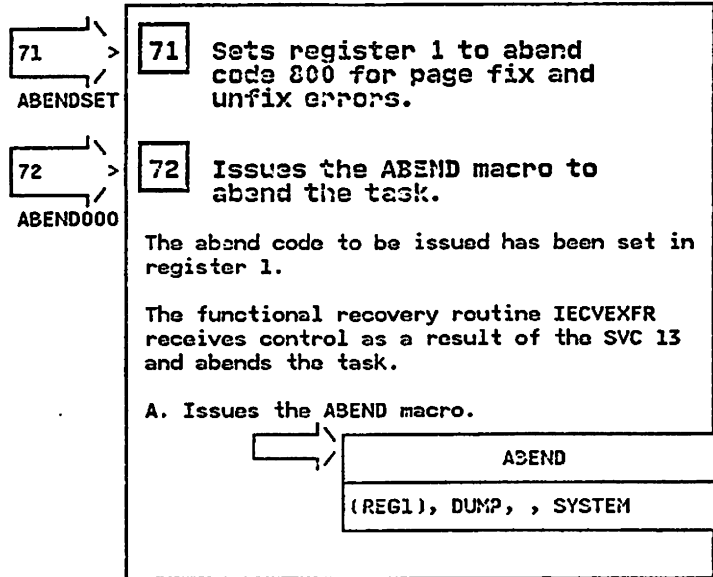 71 >
ABENDSET
71 Sets register 1 to abend
code 800 for page fix and
unfix errors.
72 >
ABEND000
72 Issues the ABEND macro to
abend the task.
The abend code to be issued has been set in
register 1.
The functional recovery routine IECVEXFR
receives control as a result of the SVC 13
and abends the task.
A. Issues the ABEND macro.
ABEND
(REG1), DUMP, , SYSTEM